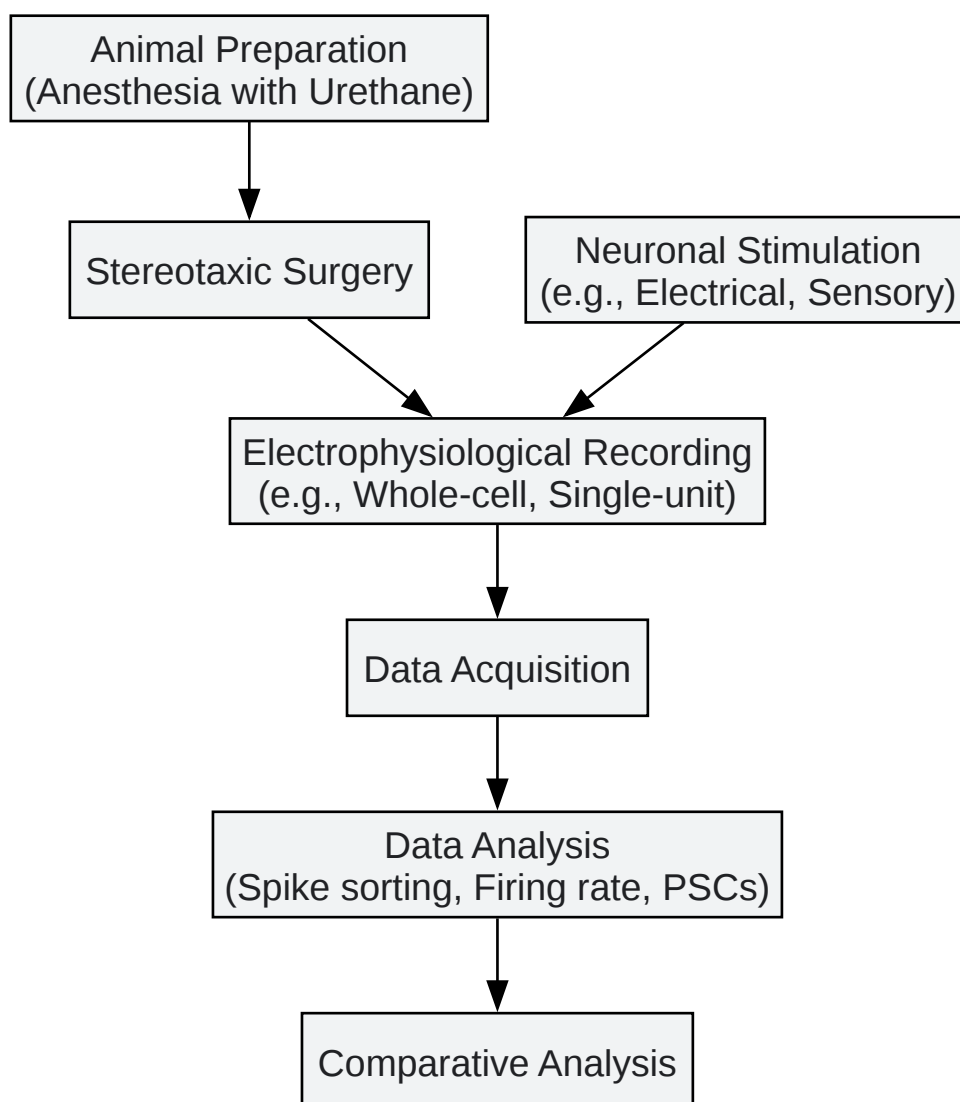 Animal Preparation
(Anesthesia with Urethane)
Stereotaxic Surgery
Neuronal Stimulation
(e.g., Electrical, Sensory)
Electrophysiological Recording
(e.g., Whole-cell, Single-unit)
Data Acquisition
Data Analysis
(Spike sorting, Firing rate, PSCs)
Comparative Analysis